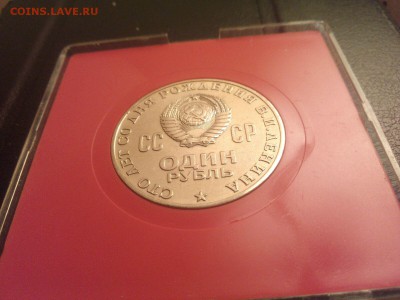 COINS.LAVE.RU
СТО ЛЕТ СО ДНЯ РОЖДЕНИЯ В.И.ЛЕНИНА
СС СР
ОДИН
РУБЛЬ